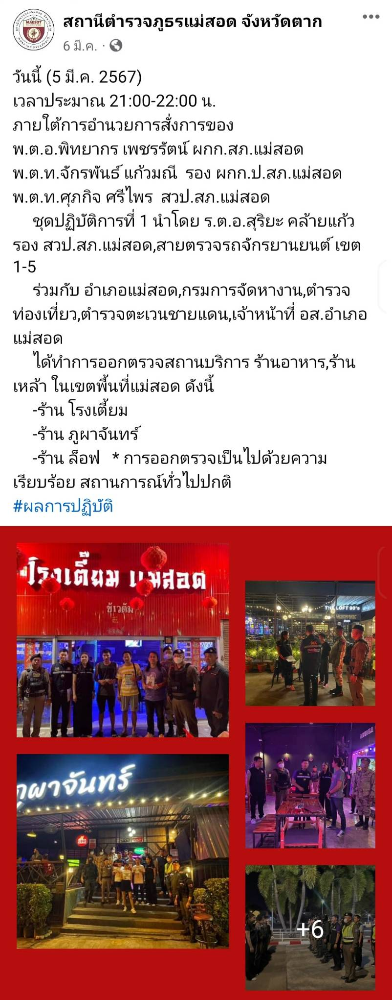 สถานีตำรวจภูธรแม่สอด จังหวัดตาก
6 มี.ค. ·
MAESOT
วันนี้ (5 มี.ค. 2567)
เวลาประมาณ 21:00-22:00 น.
ภายใต้การอำนวยการสั่งการของ
พ.ต.อ.พิทยากร เพชรรัตน์ ผกก.สภ.แม่สอด
พ.ต.ท.จักรพันธ์ แก้วมณี  รอง ผกก.ป.สภ.แม่สอด
พ.ต.ท.ศุภกิจ ศรีไพร  สวป.สภ.แม่สอด
ชุดปฏิบัติการที่ 1 นำโดย ร.ต.อ.สุริยะ คล้ายแก้ว
รอง สวป.สภ.แม่สอด,สายตรวจรถจักรยานยนต์ เขต
1-5
ร่วมกับ อำเภอแม่สอด,กรมการจัดหางาน,ตำรวจ
ท่องเที่ยว,ตำรวจตะเวนชายแดน,เจ้าหน้าที่ อส.อำเภอ
แม่สอด
ได้ทำการออกตรวจสถานบริการ ร้านอาหาร,ร้าน
เหล้า ในเขตพื้นที่แม่สอด ดังนี้
-ร้าน โรงเตี้ยม
-ร้าน ภูผาจันทร์
-ร้าน ล็อฟ   * การออกตรวจเป็นไปด้วยความ
เรียบร้อย สถานการณ์ทั่วไปปกติ
#ผลการปฏิบัติ
โรงเตี๊ยม แม่สอด
ข้าวต้ม
THE LOFT 90's
DOE
ภูผาจันทร์
LEO
+6